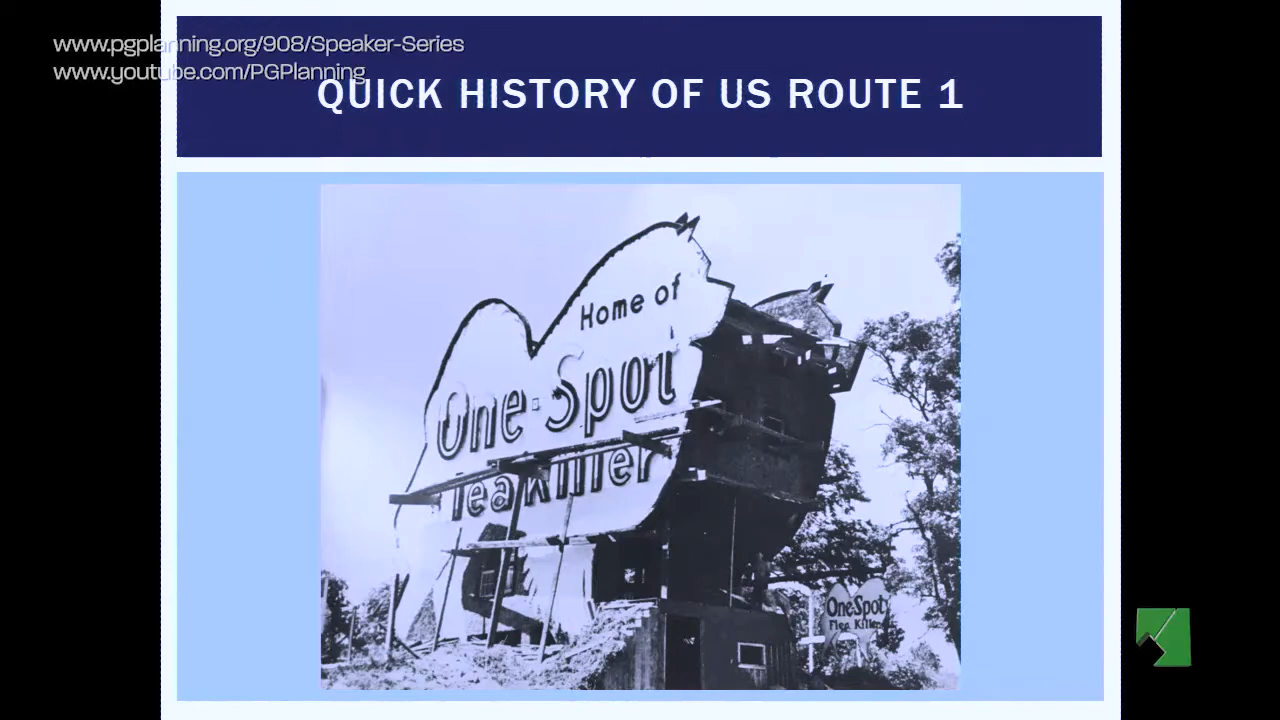 www.pgplanning.org/908/Speaker-Series
www.youtube.com/PGPlanning
QUICK HISTORY OF US ROUTE 1
Home of
One-Spot
Fleakiller
One-Spot
Flea Killer